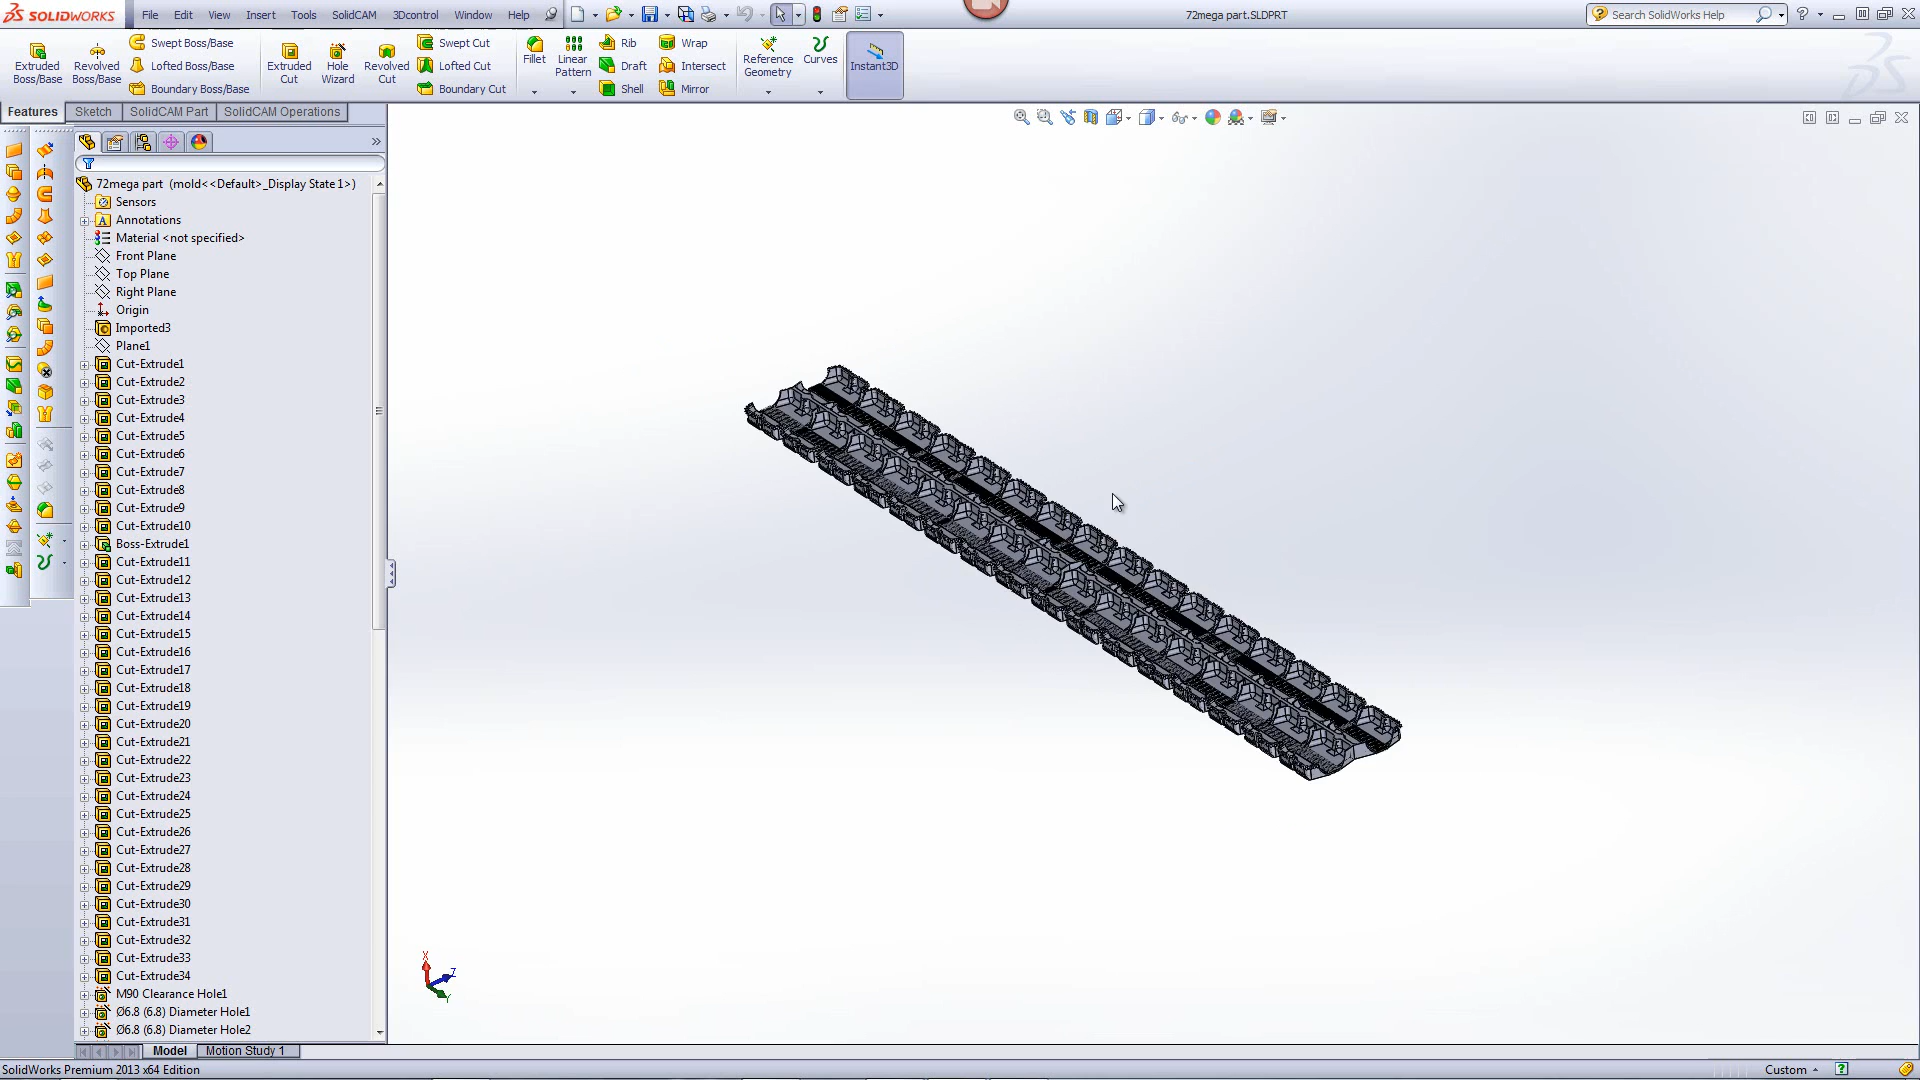 SOLIDWORKS File Edit View Insert Tools SolidCAM 3Dcontrol Window Help 72mega part.SLDPRT Search SolidWorks Help
Extruded Boss/Base
Revolved Boss/Base
Swept Boss/Base
Lofted Boss/Base
Boundary Boss/Base
Extruded Cut
Hole Wizard
Revolved Cut
Swept Cut
Lofted Cut
Boundary Cut
Fillet
Linear Pattern
Rib
Draft
Shell
Wrap
Intersect
Mirror
Reference Geometry
Curves
Instant3D
Features Sketch SolidCAM Part SolidCAM Operations
72mega part (mold<<Default>_Display State 1>)
Sensors
Annotations
Material <not specified>
Front Plane
Top Plane
Right Plane
Origin
Imported3
Plane1
Cut-Extrude1
Cut-Extrude2
Cut-Extrude3
Cut-Extrude4
Cut-Extrude5
Cut-Extrude6
Cut-Extrude7
Cut-Extrude8
Cut-Extrude9
Cut-Extrude10
Boss-Extrude1
Cut-Extrude11
Cut-Extrude12
Cut-Extrude13
Cut-Extrude14
Cut-Extrude15
Cut-Extrude16
Cut-Extrude17
Cut-Extrude18
Cut-Extrude19
Cut-Extrude20
Cut-Extrude21
Cut-Extrude22
Cut-Extrude23
Cut-Extrude24
Cut-Extrude25
Cut-Extrude26
Cut-Extrude27
Cut-Extrude28
Cut-Extrude29
Cut-Extrude30
Cut-Extrude31
Cut-Extrude32
Cut-Extrude33
Cut-Extrude34
M90 Clearance Hole1
Ø6.8 (6.8) Diameter Hole1
Ø6.8 (6.8) Diameter Hole2
X
Z
Y
Model Motion Study 1
SolidWorks Premium 2013 x64 Edition Custom